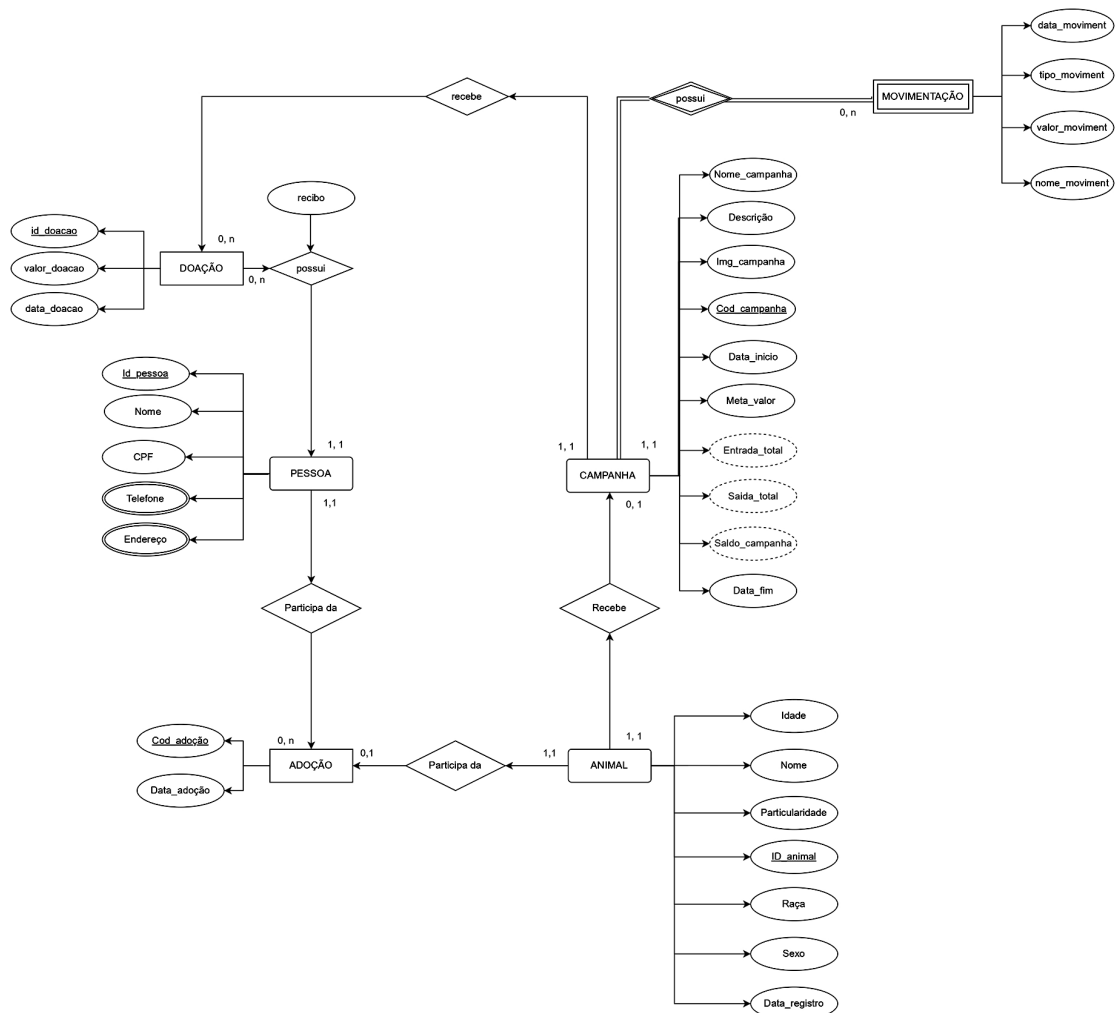 data_moviment
tipo_moviment
valor_moviment
nome_moviment
MOVIMENTAÇÃO
possui
0, n
recebe
recibo
0, n
id_doacao
valor_doacao
data_doacao
DOAÇÃO
0, n
possui
Nome_campanha
Descrição
Img_campanha
Cod_campanha
Data_inicio
Meta_valor
Entrada_total
Saida_total
Saldo_campanha
Data_fim
1, 1
1, 1
CAMPANHA
0, 1
Id_pessoa
Nome
CPF
Telefone
Endereço
1, 1
PESSOA
1,1
Participa da
Recebe
Cod_adoção
Data_adoção
0, n
ADOÇÃO
0,1
Participa da
1,1
1, 1
ANIMAL
Idade
Nome
Particularidade
ID_animal
Raça
Sexo
Data_registro